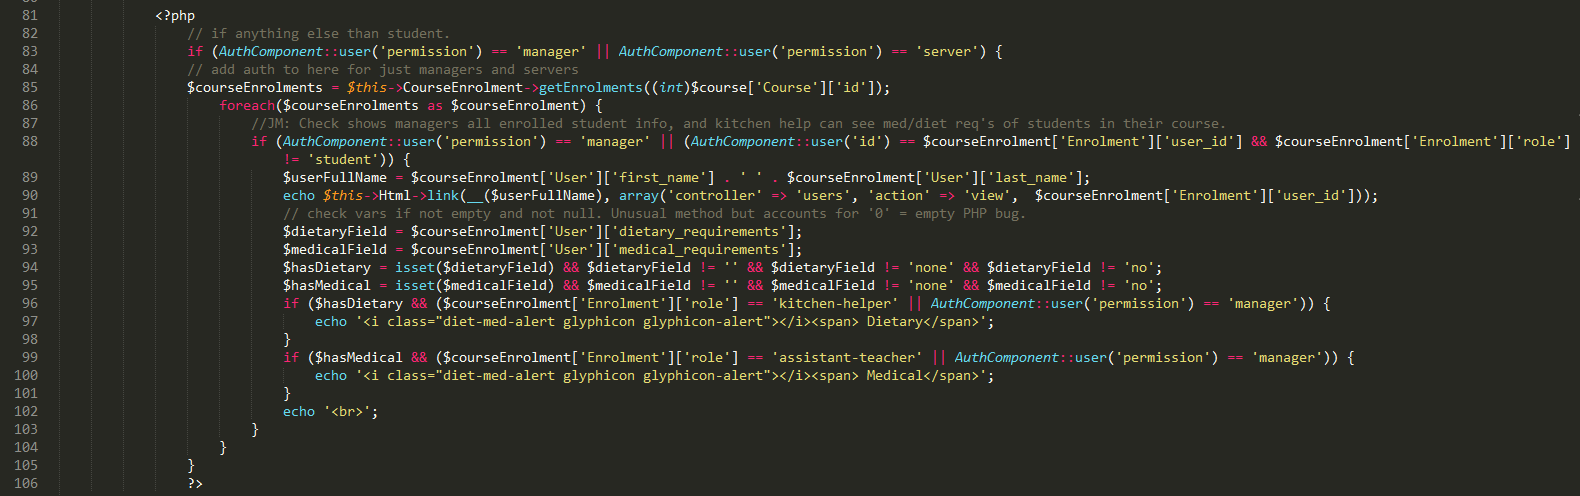 81 <?php
82 // if anything else than student.
83 if (AuthComponent::user('permission') == 'manager' || AuthComponent::user('permission') == 'server') {
84 // add auth to here for just managers and servers
85 $courseEnrolments = $this->CourseEnrolment->getEnrolments((int)$course['Course']['id']);
86 foreach($courseEnrolments as $courseEnrolment) {
87 //JM: Check shows managers all enrolled student info, and kitchen help can see med/diet req's of students in their course.
88 if (AuthComponent::user('permission') == 'manager' || (AuthComponent::user('id') == $courseEnrolment['Enrolment']['user_id'] && $courseEnrolment['Enrolment']['role']
!= 'student')) {
89 $userFullName = $courseEnrolment['User']['first_name'] . ' ' . $courseEnrolment['User']['last_name'];
90 echo $this->Html->link(__($userFullName), array('controller' => 'users', 'action' => 'view',  $courseEnrolment['Enrolment']['user_id']));
91 // check vars if not empty and not null. Unusual method but accounts for '0' = empty PHP bug.
92 $dietaryField = $courseEnrolment['User']['dietary_requirements'];
93 $medicalField = $courseEnrolment['User']['medical_requirements'];
94 $hasDietary = isset($dietaryField) && $dietaryField != '' && $dietaryField != 'none' && $dietaryField != 'no';
95 $hasMedical = isset($medicalField) && $medicalField != '' && $medicalField != 'none' && $medicalField != 'no';
96 if ($hasDietary && ($courseEnrolment['Enrolment']['role'] == 'kitchen-helper' || AuthComponent::user('permission') == 'manager')) {
97 echo '<i class="diet-med-alert glyphicon glyphicon-alert"></i><span> Dietary</span>';
98 }
99 if ($hasMedical && ($courseEnrolment['Enrolment']['role'] == 'assistant-teacher' || AuthComponent::user('permission') == 'manager')) {
100 echo '<i class="diet-med-alert glyphicon glyphicon-alert"></i><span> Medical</span>';
101 }
102 echo '<br>';
103 }
104 }
105 }
106 ?>